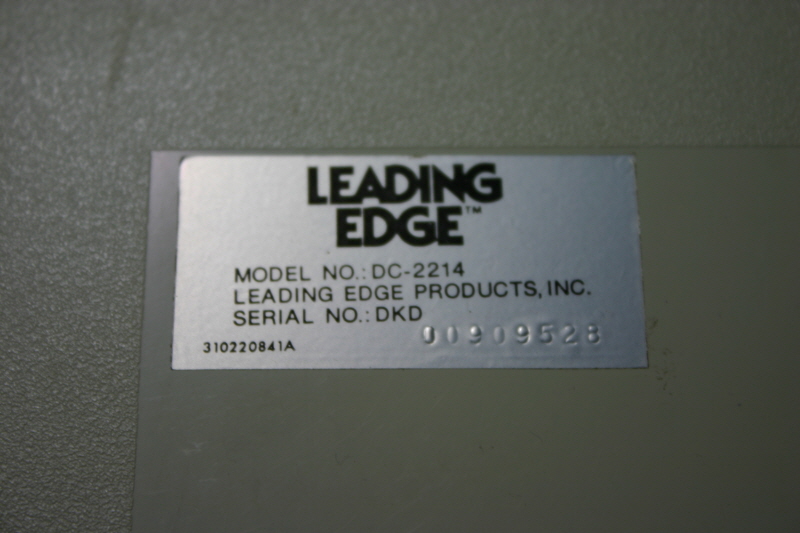 LEADING
EDGE™
MODEL NO.: DC-2214
LEADING EDGE PRODUCTS, INC.
SERIAL NO.: DKD 00909528
310220841A